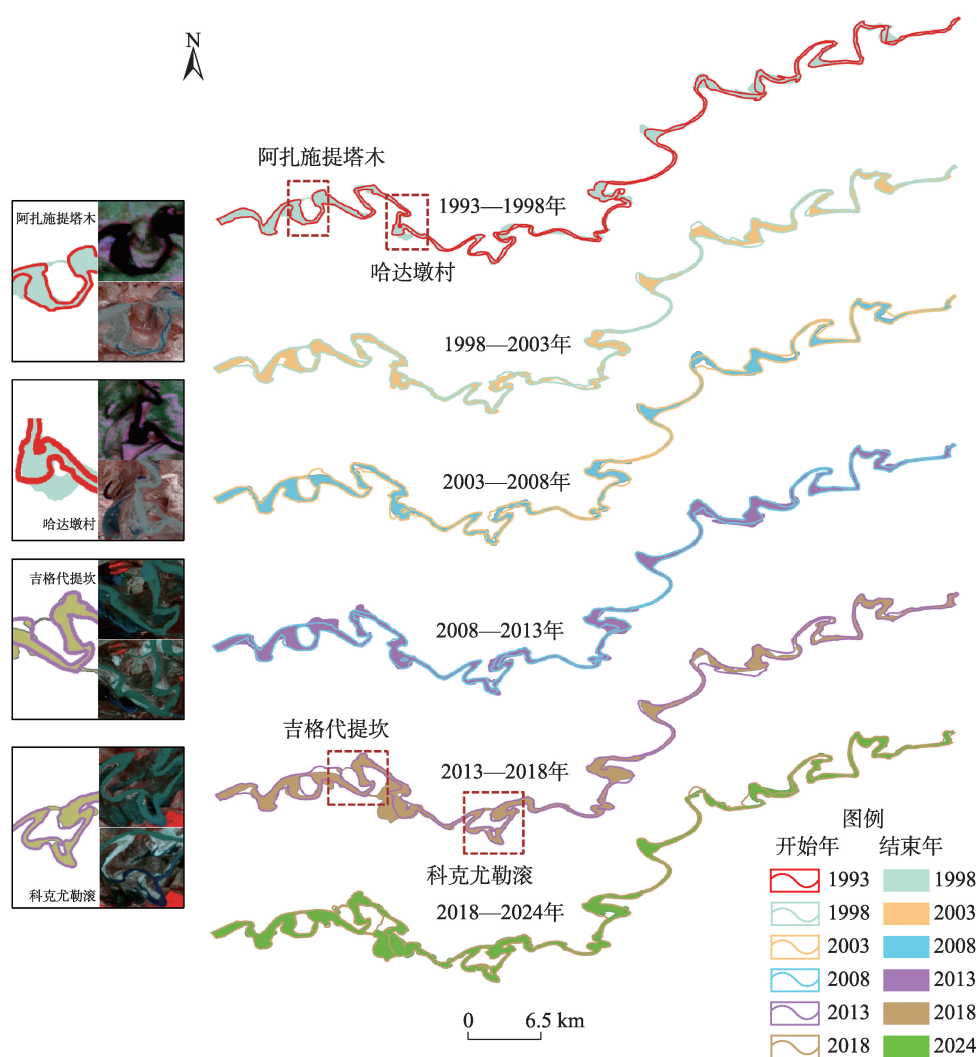 N
阿扎施提塔木
1993—1998年
哈达墩村
1998—2003年
2003—2008年
2008—2013年
吉格代提坎
2013—2018年
科克尤勒滚
2018—2024年
阿扎施提塔木
哈达墩村
吉格代提坎
科克尤勒滚
0 6.5 km
图例
开始年 结束年
1993 1998
1998 2003
2003 2008
2008 2013
2013 2018
2018 2024